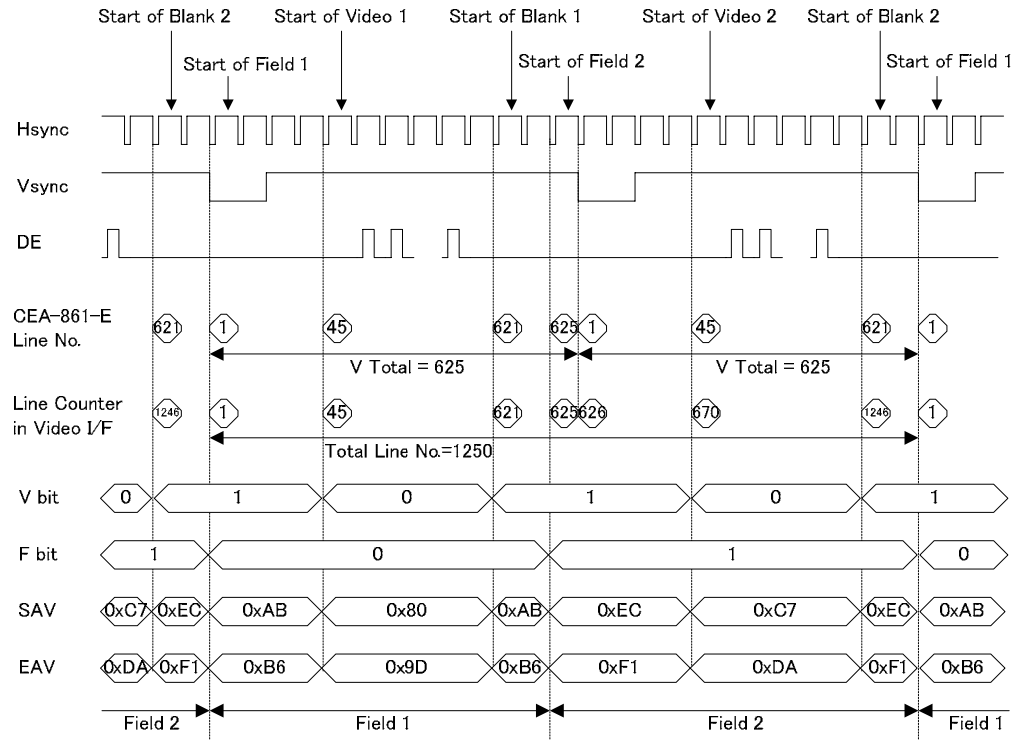 Start of Blank 2 Start of Video 1 Start of Blank 1 Start of Video 2 Start of Blank 2
Start of Field 1 Start of Field 2 Start of Field 1
Hsync
Vsync
DE
CEA-861-E
Line No.
621 1 45 621 625 1 45 621 1
V Total = 625 V Total = 625
Line Counter
in Video I/F
1246 1 45 621 625 626 670 1246 1
Total Line No.=1250
V bit 0 1 0 1 0 1
F bit 1 0 1 0
SAV 0xC7 0xEC 0xAB 0x80 0xAB 0xEC 0xC7 0xEC 0xAB
EAV 0xDA 0xF1 0xB6 0x9D 0xB6 0xF1 0xDA 0xF1 0xB6
Field 2 Field 1 Field 2 Field 1